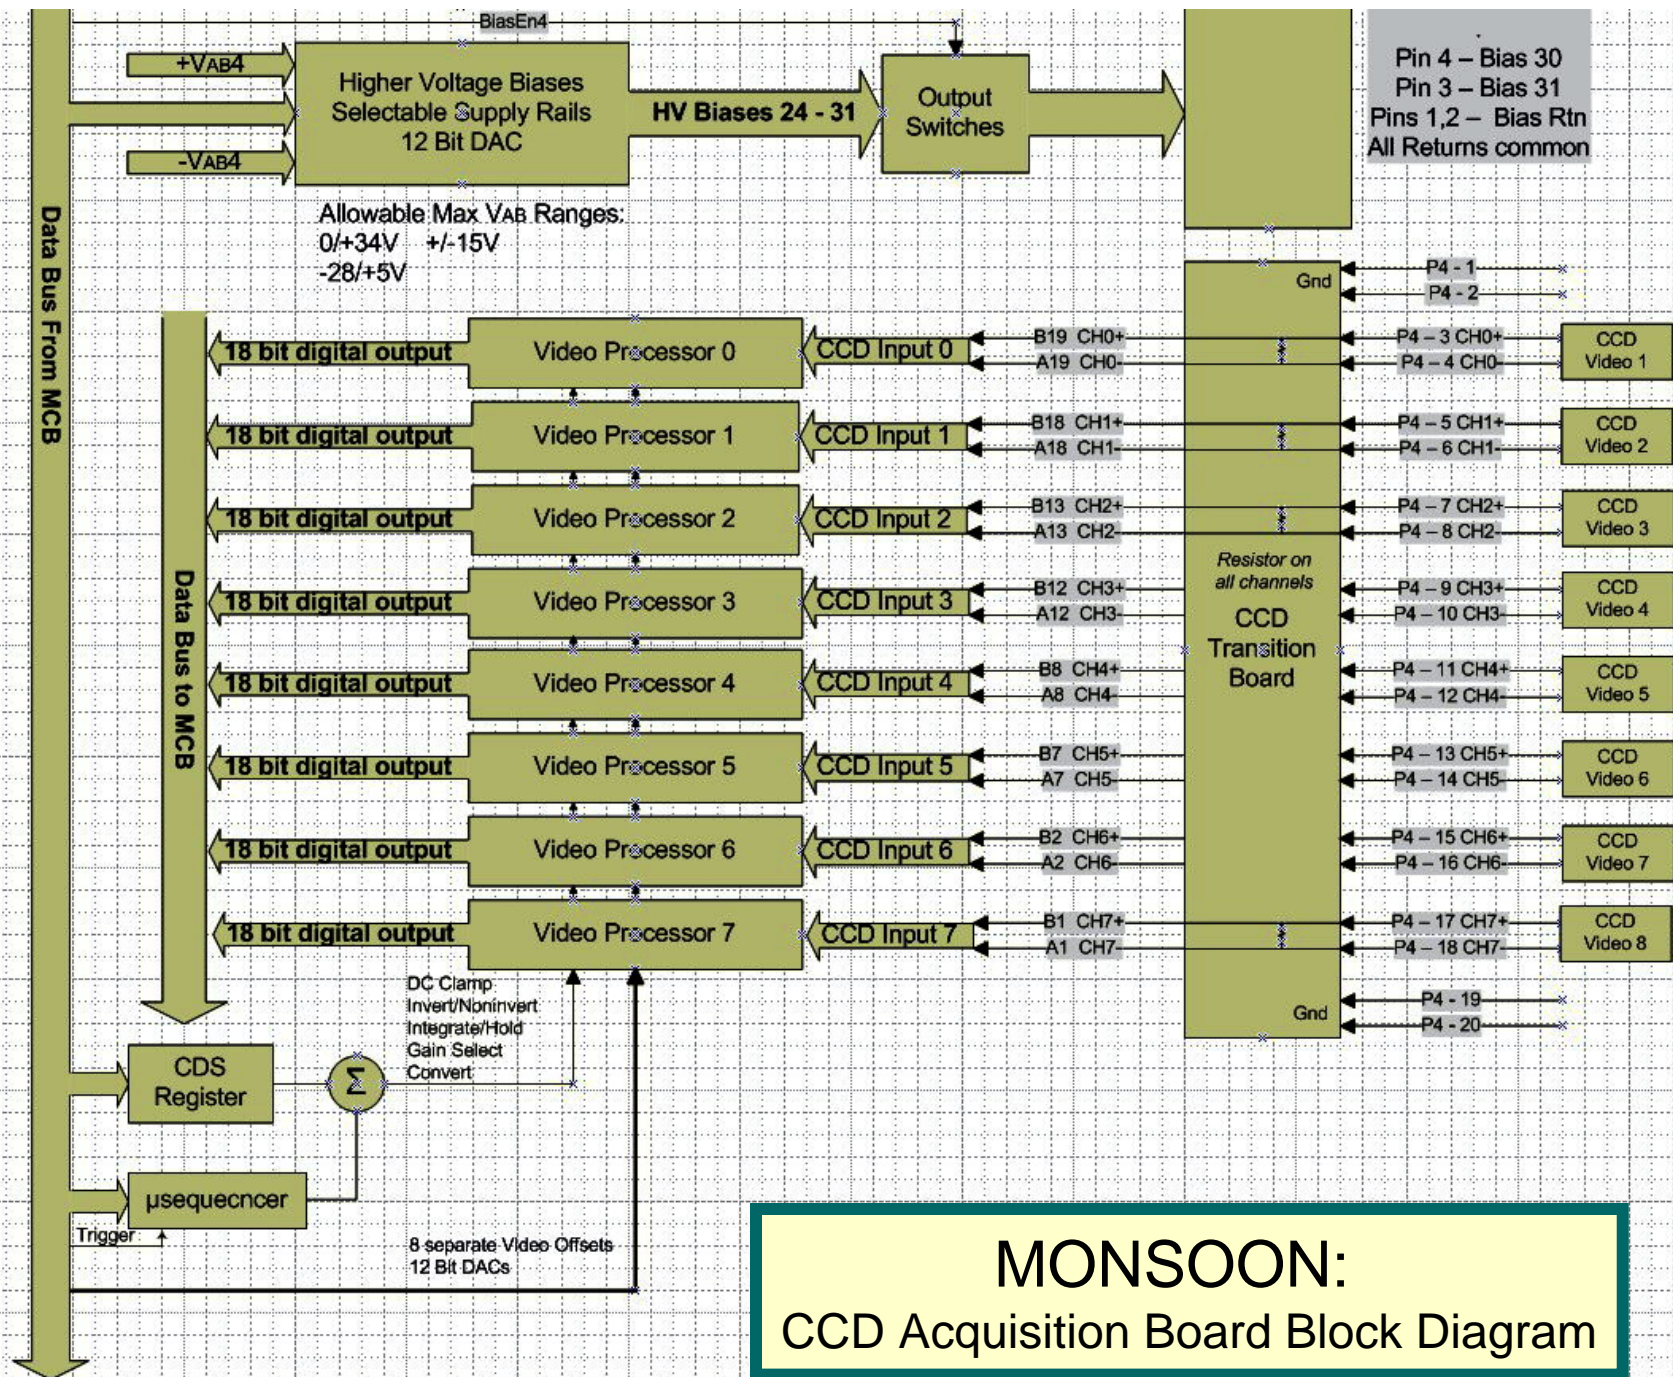 BiasEn4
+VAB4
Higher Voltage Biases
Selectable Supply Rails
12 Bit DAC
-VAB4
HV Biases 24 - 31
Output
Switches
Pin 4 – Bias 30
Pin 3 – Bias 31
Pins 1,2 – Bias Rtn
All Returns common
Allowable Max VAB Ranges:
0/+34V +/-15V
-28/+5V
Data Bus From MCB
Data Bus to MCB
Gnd
P4 - 1
P4 - 2
18 bit digital output
Video Processor 0
CCD Input 0
B19 CH0+
A19 CH0-
P4 – 3 CH0+
P4 – 4 CH0-
CCD
Video 1
18 bit digital output
Video Processor 1
CCD Input 1
B18 CH1+
A18 CH1-
P4 – 5 CH1+
P4 – 6 CH1-
CCD
Video 2
18 bit digital output
Video Processor 2
CCD Input 2
B13 CH2+
A13 CH2-
P4 – 7 CH2+
P4 – 8 CH2-
CCD
Video 3
Resistor on
all channels
CCD
Transition
Board
18 bit digital output
Video Processor 3
CCD Input 3
B12 CH3+
A12 CH3-
P4 – 9 CH3+
P4 – 10 CH3-
CCD
Video 4
18 bit digital output
Video Processor 4
CCD Input 4
B8 CH4+
A8 CH4-
P4 – 11 CH4+
P4 – 12 CH4-
CCD
Video 5
18 bit digital output
Video Processor 5
CCD Input 5
B7 CH5+
A7 CH5-
P4 – 13 CH5+
P4 – 14 CH5-
CCD
Video 6
18 bit digital output
Video Processor 6
CCD Input 6
B2 CH6+
A2 CH6-
P4 – 15 CH6+
P4 – 16 CH6-
CCD
Video 7
18 bit digital output
Video Processor 7
CCD Input 7
B1 CH7+
A1 CH7-
P4 – 17 CH7+
P4 – 18 CH7-
CCD
Video 8
Gnd
P4 - 19
P4 - 20
DC Clamp
Invert/Noninvert
Integrate/Hold
Gain Select
Convert
CDS
Register
Σ
µsequecncer
Trigger
8 separate Video Offsets
12 Bit DACs
MONSOON:
CCD Acquisition Board Block Diagram